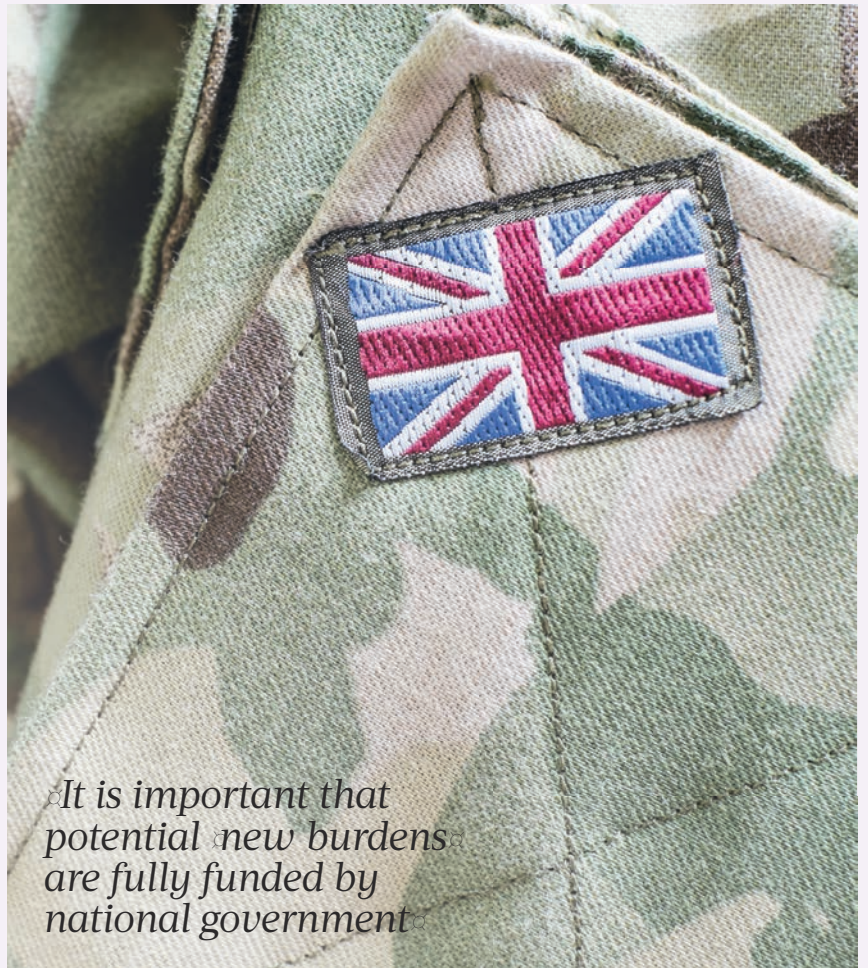 ¤It is important that
potential ¤new burdens¤
are fully funded by
national government¤